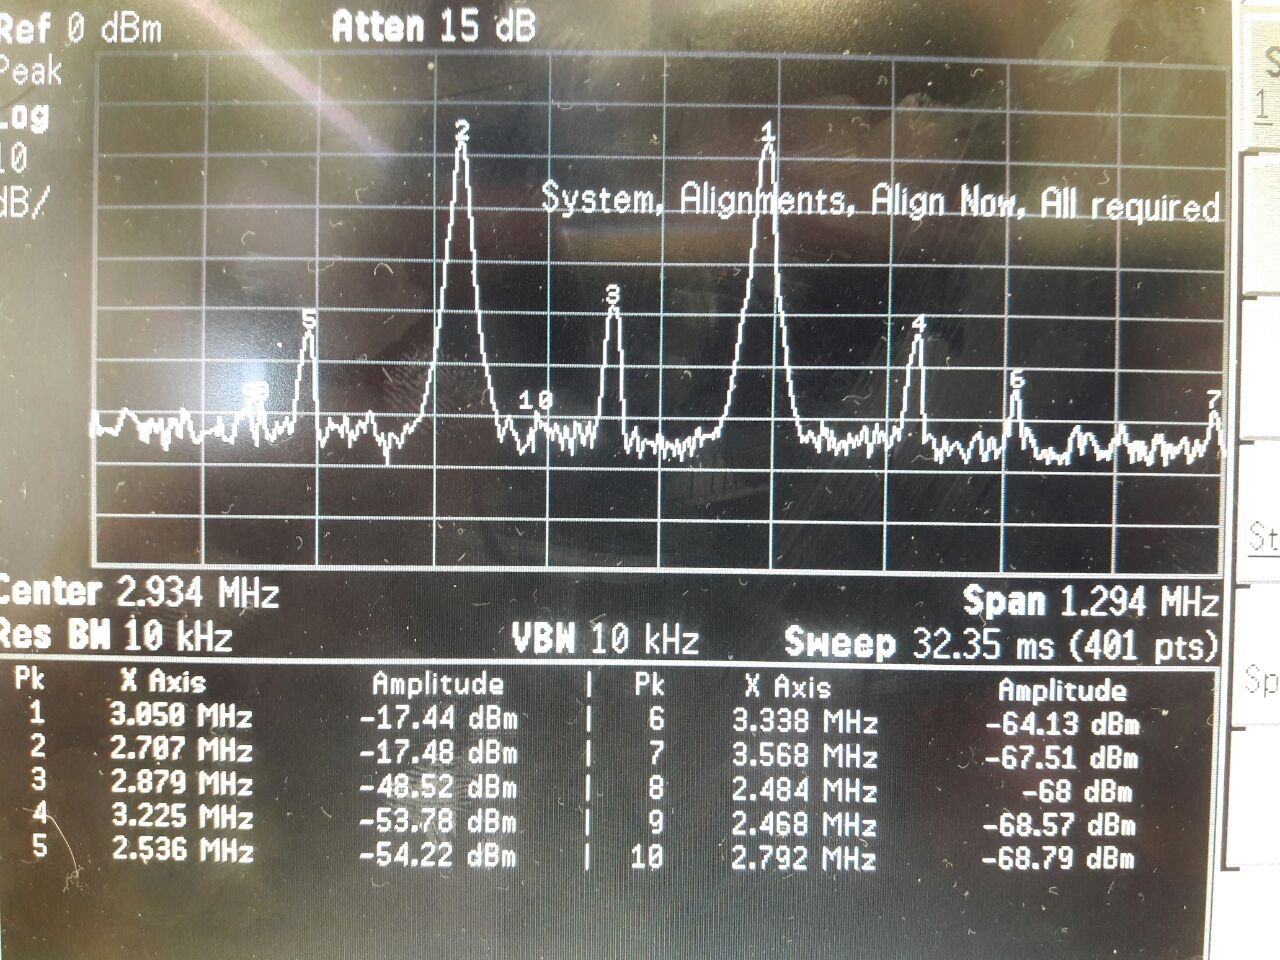 Ref 0 dBm Atten 15 dB
Peak
Log
10
dB/
2 1
System, Alignments, Align Now, All required
3
5 4
6
10 7
Center 2.934 MHz Span 1.294 MHz
Res BW 10 kHz VBW 10 kHz Sweep 32.35 ms (401 pts)
Pk X Axis Amplitude | Pk X Axis Amplitude
1 3.050 MHz -17.44 dBm | 6 3.338 MHz -64.13 dBm
2 2.707 MHz -17.48 dBm | 7 3.568 MHz -67.51 dBm
3 2.879 MHz -48.52 dBm | 8 2.484 MHz -68 dBm
4 3.225 MHz -53.78 dBm | 9 2.468 MHz -68.57 dBm
5 2.536 MHz -54.22 dBm | 10 2.792 MHz -68.79 dBm